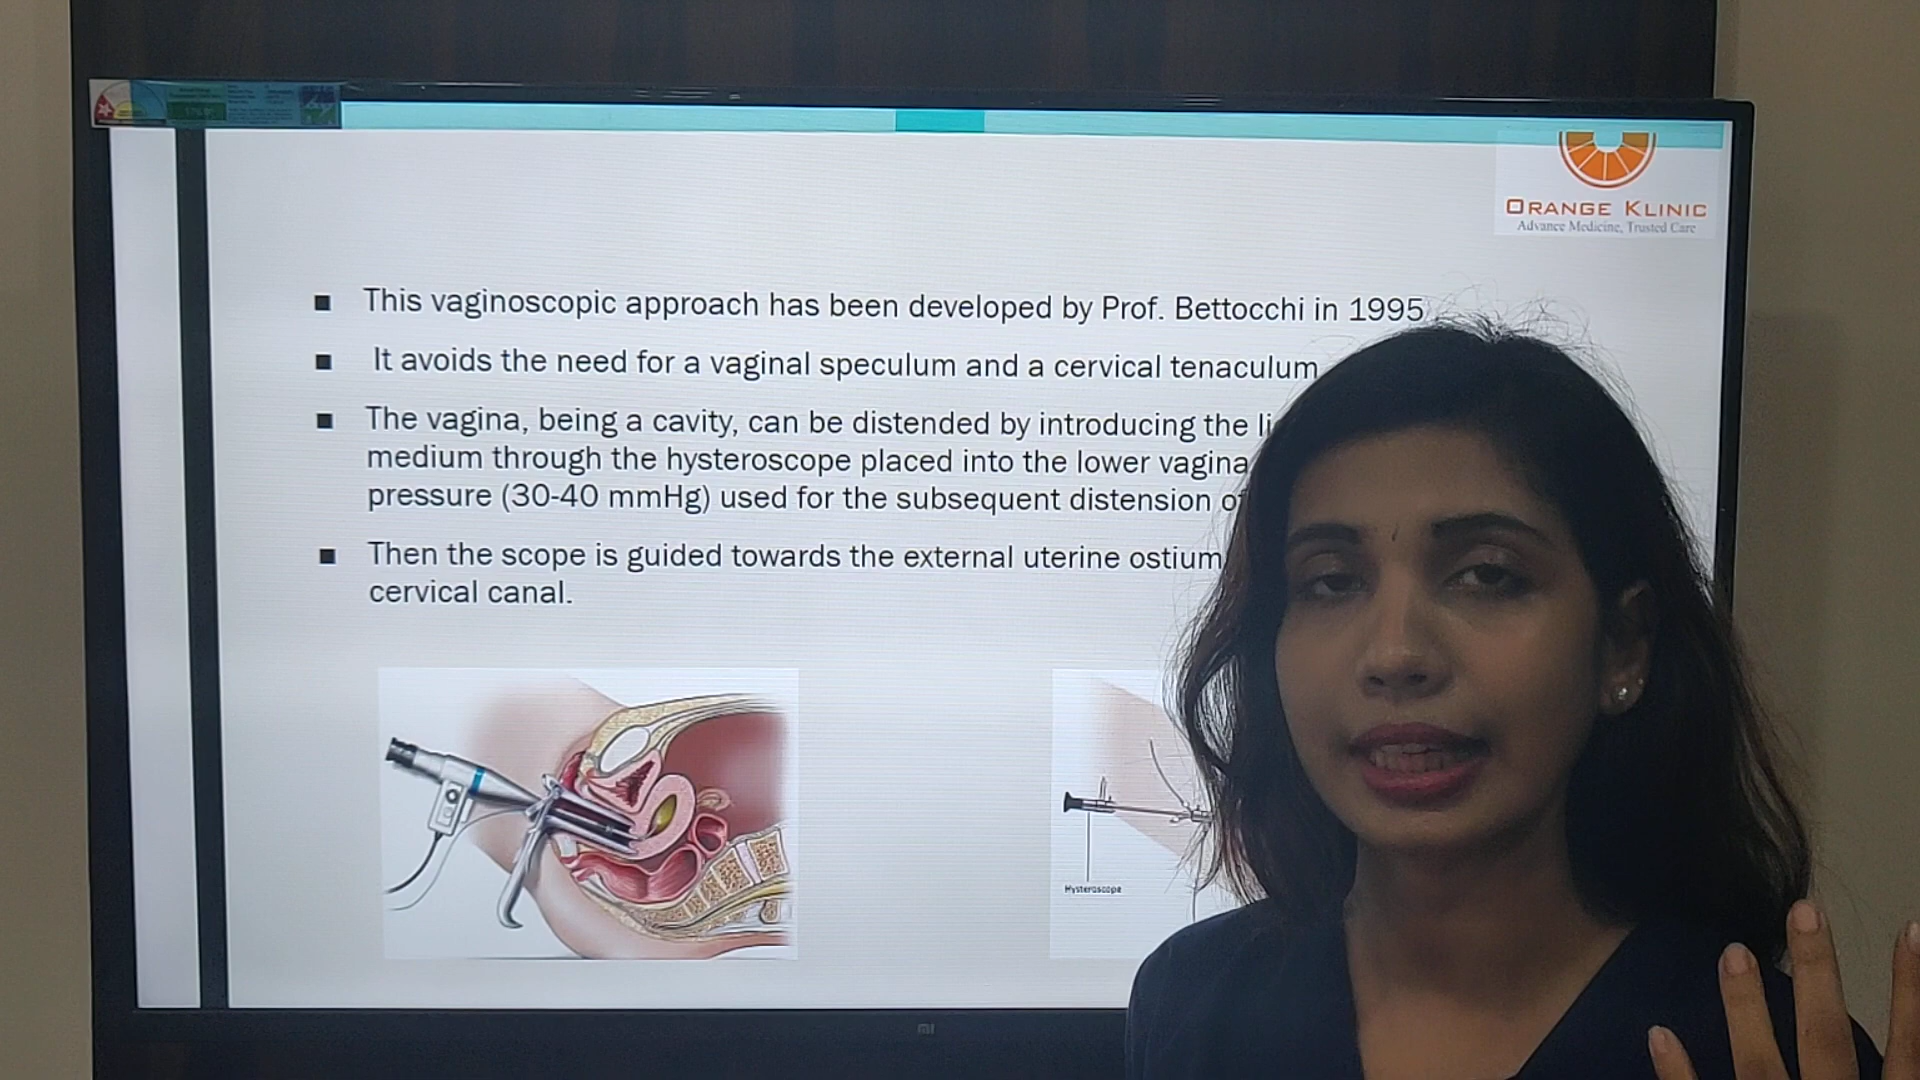 ORANGE KLINIC
Advance Medicine, Trusted Care
This vaginoscopic approach has been developed by Prof. Bettocchi in 1995
It avoids the need for a vaginal speculum and a cervical tenaculum
The vagina, being a cavity, can be distended by introducing the
medium through the hysteroscope placed into the lower vagina
pressure (30-40 mmHg) used for the subsequent distension
Then the scope is guided towards the external uterine ostium
cervical canal.
Hysteroscope
mi